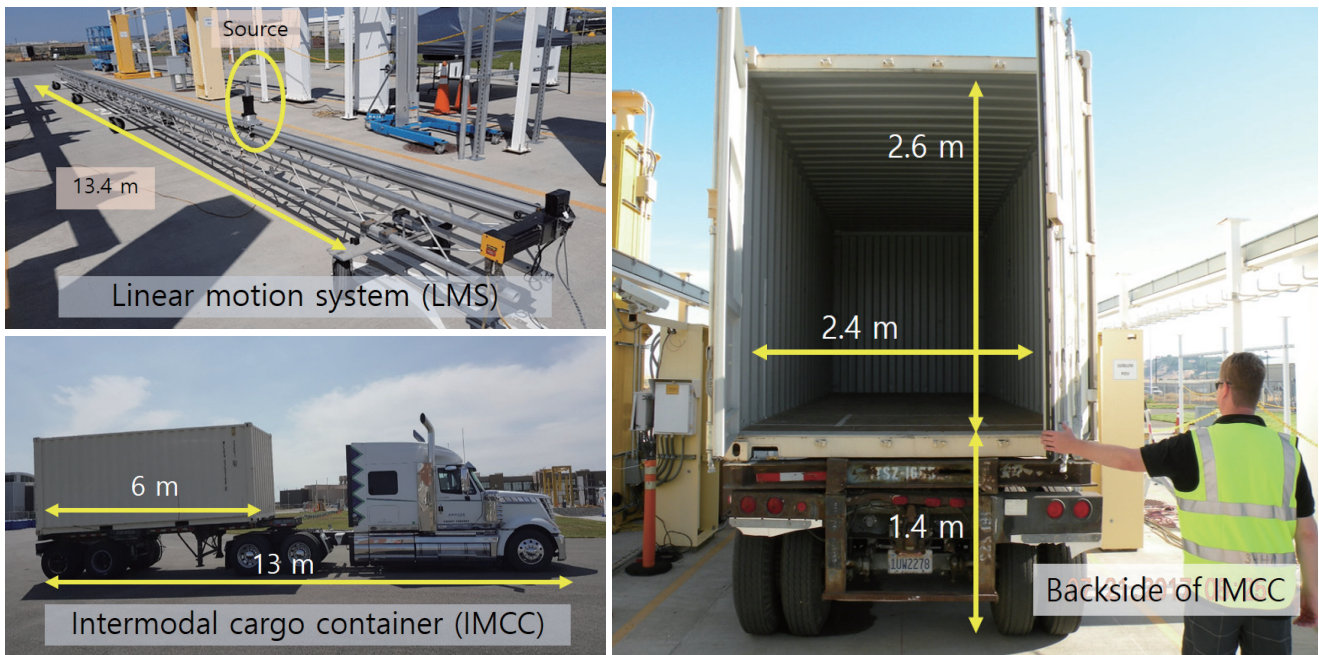 Source
13.4 m
Linear motion system (LMS)
6 m
13 m
Intermodal cargo container (IMCC)
2.6 m
2.4 m
1.4 m
1UW2278
Backside of IMCC